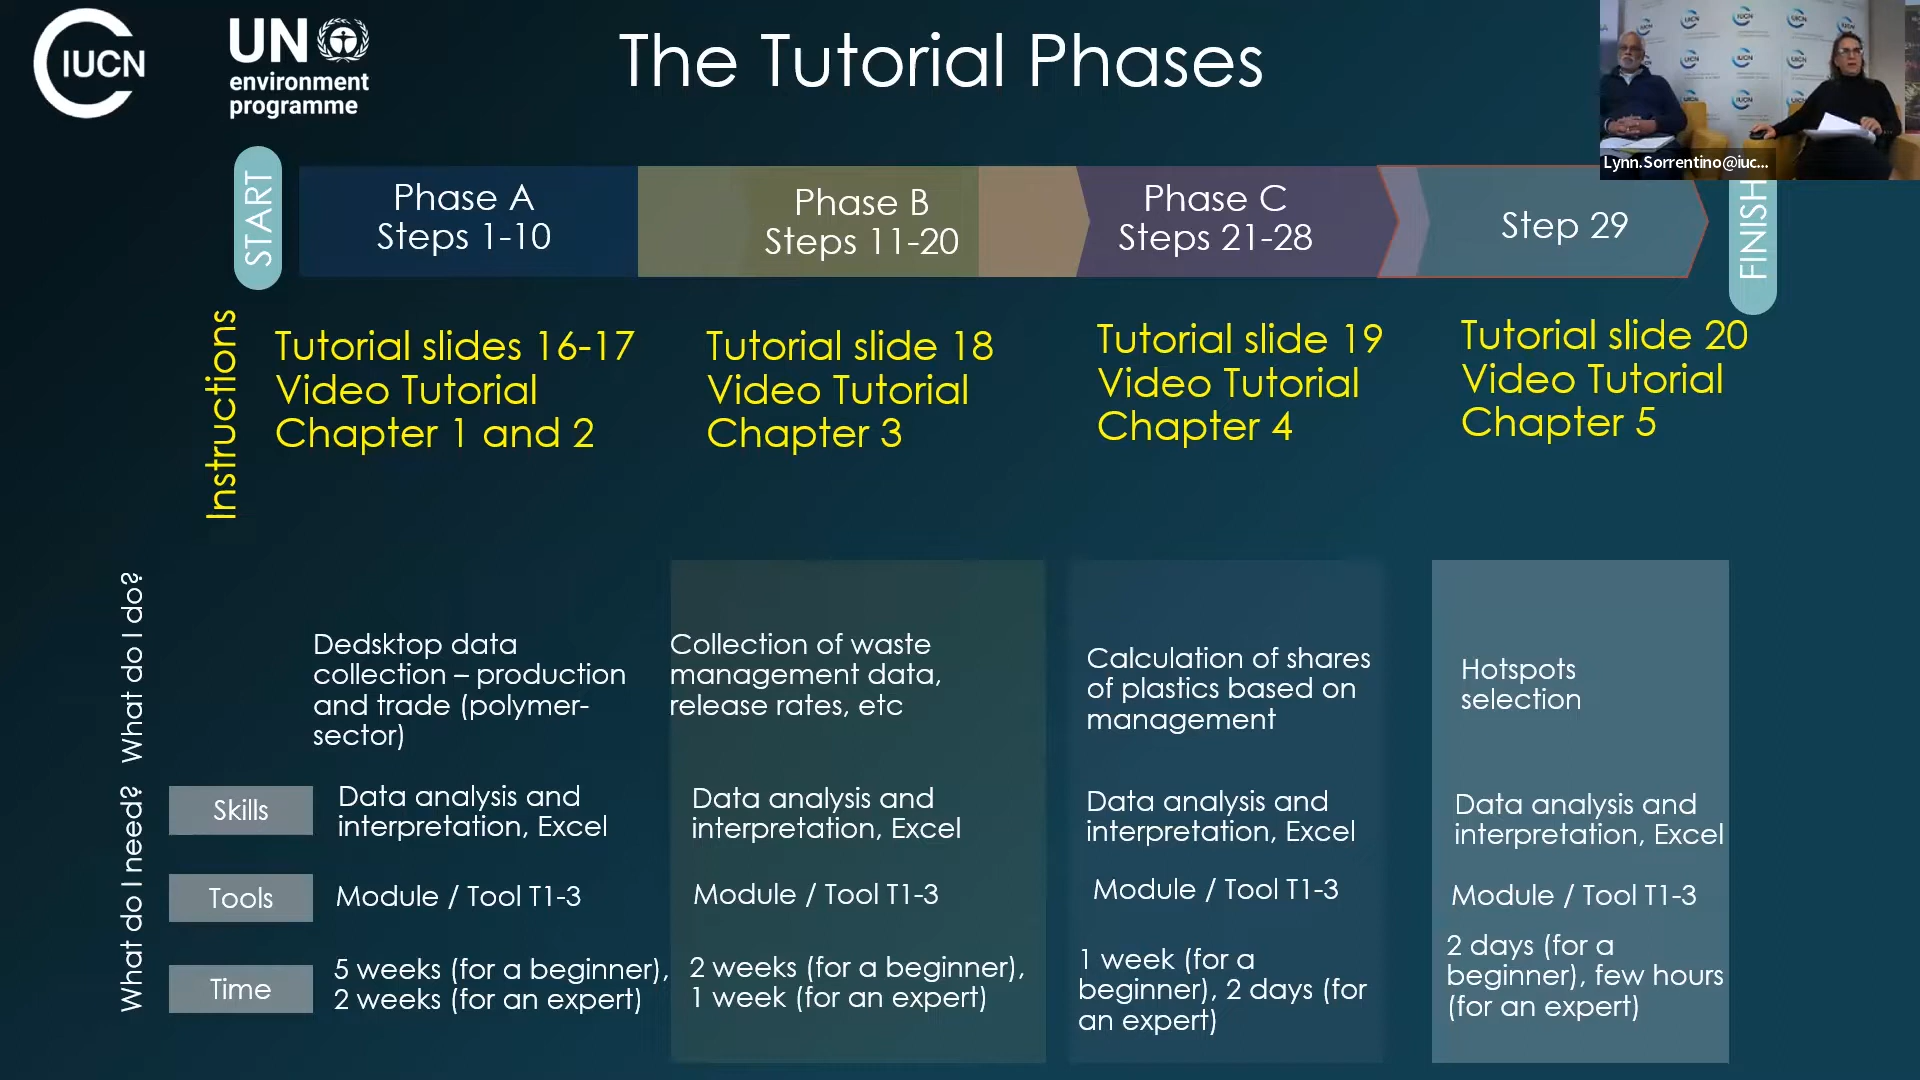 IUCN
UN
environment
programme
The Tutorial Phases
Lynn.Sorrentino@iuc...
START
Phase A
Steps 1-10
Phase B
Steps 11-20
Phase C
Steps 21-28
Step 29
FINISH
Instructions
Tutorial slides 16-17
Video Tutorial
Chapter 1 and 2
Tutorial slide 18
Video Tutorial
Chapter 3
Tutorial slide 19
Video Tutorial
Chapter 4
Tutorial slide 20
Video Tutorial
Chapter 5
What do I do?
Dedsktop data
collection – production
and trade (polymer-
sector)
Collection of waste
management data,
release rates, etc
Calculation of shares
of plastics based on
management
Hotspots
selection
What do I need?
Skills
Data analysis and
interpretation, Excel
Data analysis and
interpretation, Excel
Data analysis and
interpretation, Excel
Data analysis and
interpretation, Excel
Tools
Module / Tool T1-3
Module / Tool T1-3
Module / Tool T1-3
Module / Tool T1-3
Time
5 weeks (for a beginner),
2 weeks (for an expert)
2 weeks (for a beginner),
1 week (for an expert)
1 week (for a
beginner), 2 days (for
an expert)
2 days (for a
beginner), few hours
(for an expert)